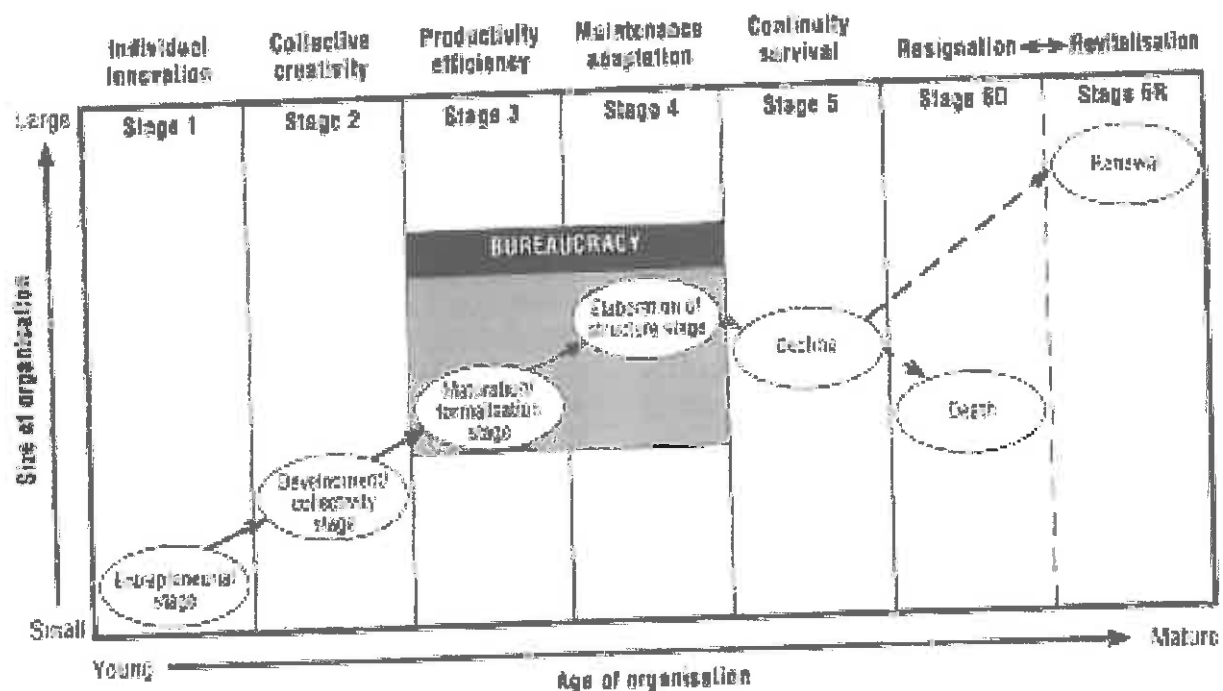 Individual
innovation
Collective
creativity
Productivity
efficiency
Maintenance
adaptation
Continuity
survival
Resignation
Revitalisation
Large
Stage 1
Stage 2
Stage 3
Stage 4
Stage 5
Stage 6D
Stage 6R
Renewal
BUREAUCRACY
Elaboration of
structure stage
Decline
Maturation/
formalisation
stage
Death
Development/
collectivity
stage
Entrepreneurial
stage
Size of organisation
Small
Young
Age of organisation
Mature